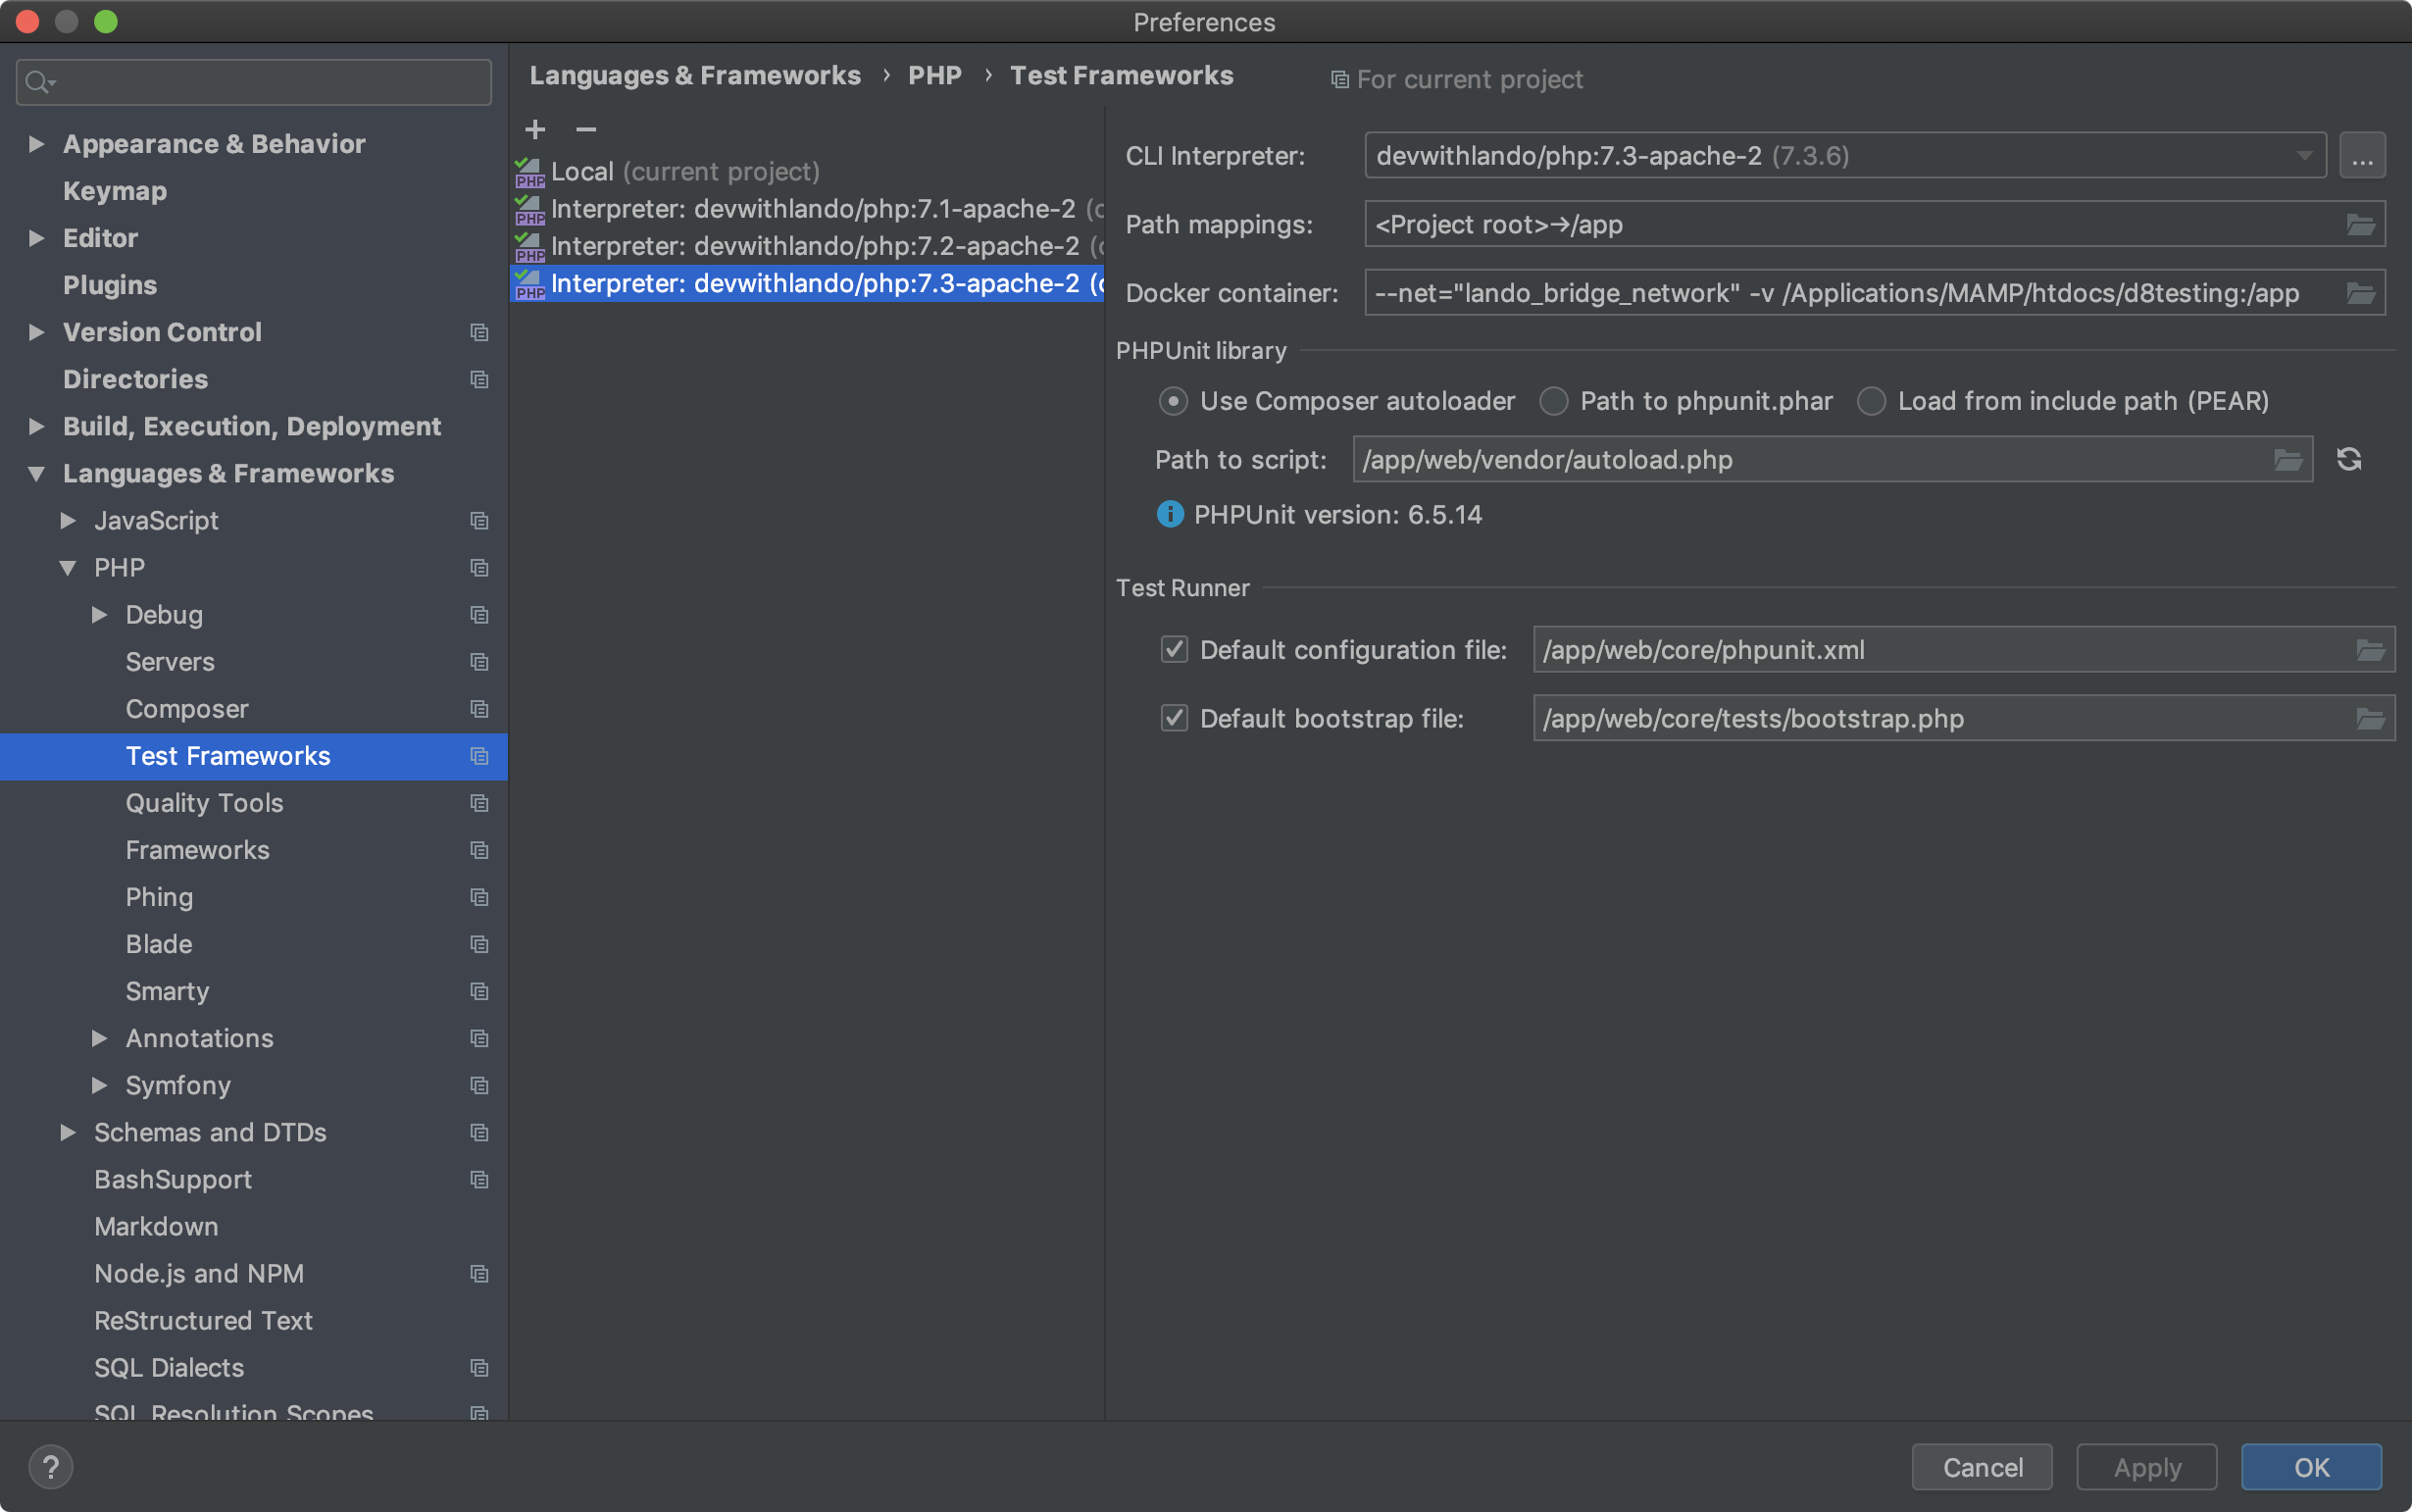 Preferences
Appearance & Behavior
Keymap
Editor
Plugins
Version Control
Directories
Build, Execution, Deployment
Languages & Frameworks
JavaScript
PHP
Debug
Servers
Composer
Test Frameworks
Quality Tools
Frameworks
Phing
Blade
Smarty
Annotations
Symfony
Schemas and DTDs
BashSupport
Markdown
Node.js and NPM
ReStructured Text
SQL Dialects
SQL Resolution Scopes
Languages & Frameworks › PHP › Test Frameworks For current project
+ −
PHP Local (current project)
PHP Interpreter: devwithlando/php:7.1-apache-2
PHP Interpreter: devwithlando/php:7.2-apache-2
PHP Interpreter: devwithlando/php:7.3-apache-2
CLI Interpreter: devwithlando/php:7.3-apache-2 (7.3.6) ...
Path mappings: <Project root>→/app
Docker container: --net="lando_bridge_network" -v /Applications/MAMP/htdocs/d8testing:/app
PHPUnit library
Use Composer autoloader Path to phpunit.phar Load from include path (PEAR)
Path to script: /app/web/vendor/autoload.php
PHPUnit version: 6.5.14
Test Runner
Default configuration file: /app/web/core/phpunit.xml
Default bootstrap file: /app/web/core/tests/bootstrap.php
? Cancel Apply OK